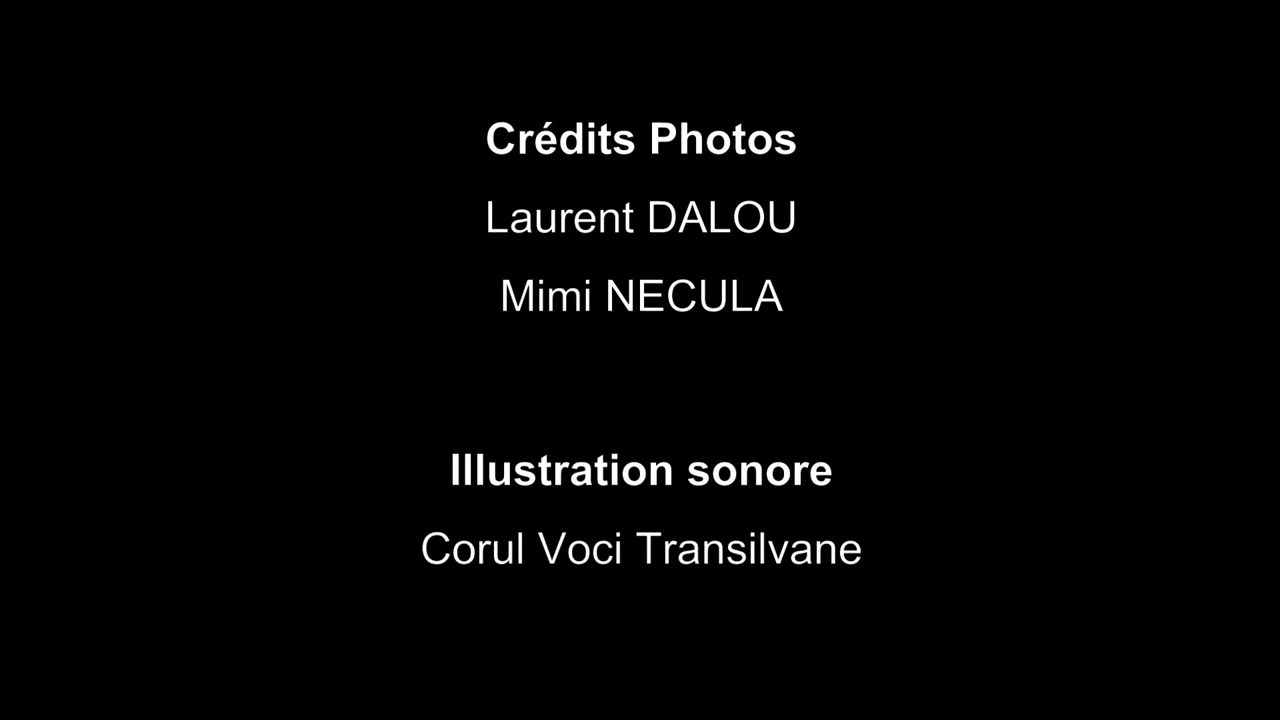 Crédits Photos
Laurent DALOU
Mimi NECULA
Illustration sonore
Corul Voci Transilvane